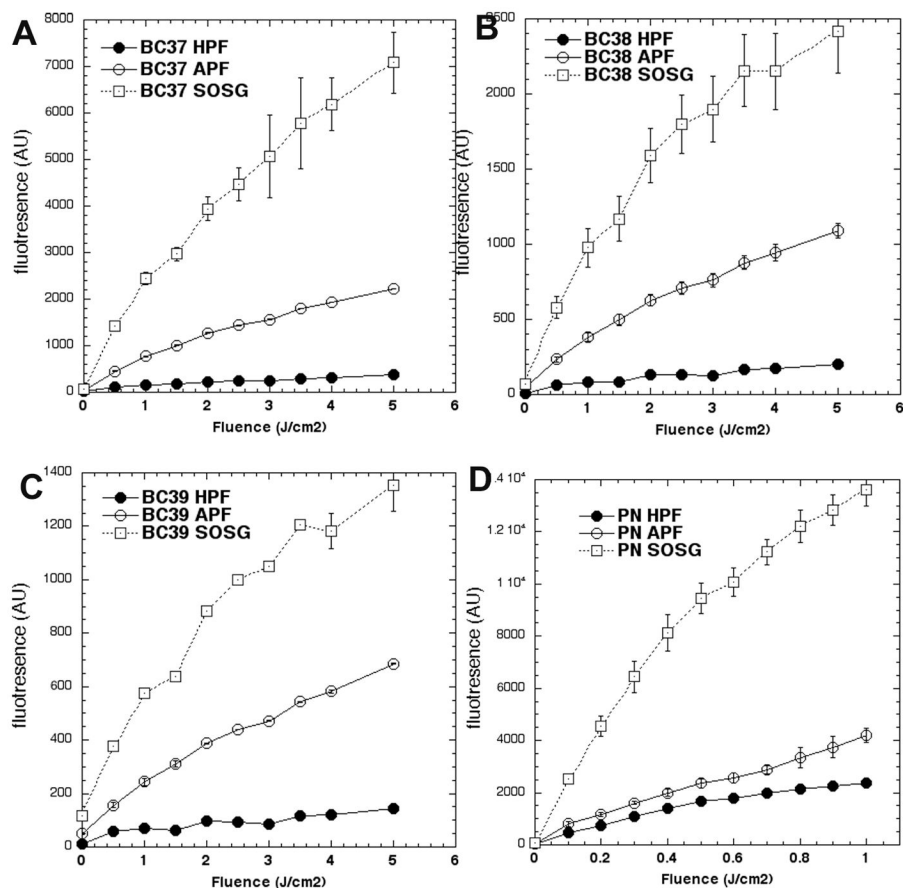 A
BC37 HPF
BC37 APF
BC37 SOSG
8000
7000
6000
5000
4000
3000
2000
1000
0
fluotresence (AU)
0 1 2 3 4 5 6
Fluence (J/cm2)
B
BC38 HPF
BC38 APF
BC38 SOSG
2500
2000
1500
1000
500
0
fluotresence (AU)
0 1 2 3 4 5 6
Fluence (J/cm2)
C
BC39 HPF
BC39 APF
BC39 SOSG
1400
1200
1000
800
600
400
200
0
fluotresence (AU)
0 1 2 3 4 5 6
Fluence (J/cm2)
D
PN HPF
PN APF
PN SOSG
1.4 10⁴
1 10⁴
8000
6000
4000
2000
0
fluotresence (AU)
0 0.2 0.4 0.6 0.8 1
Fluence (J/cm2)